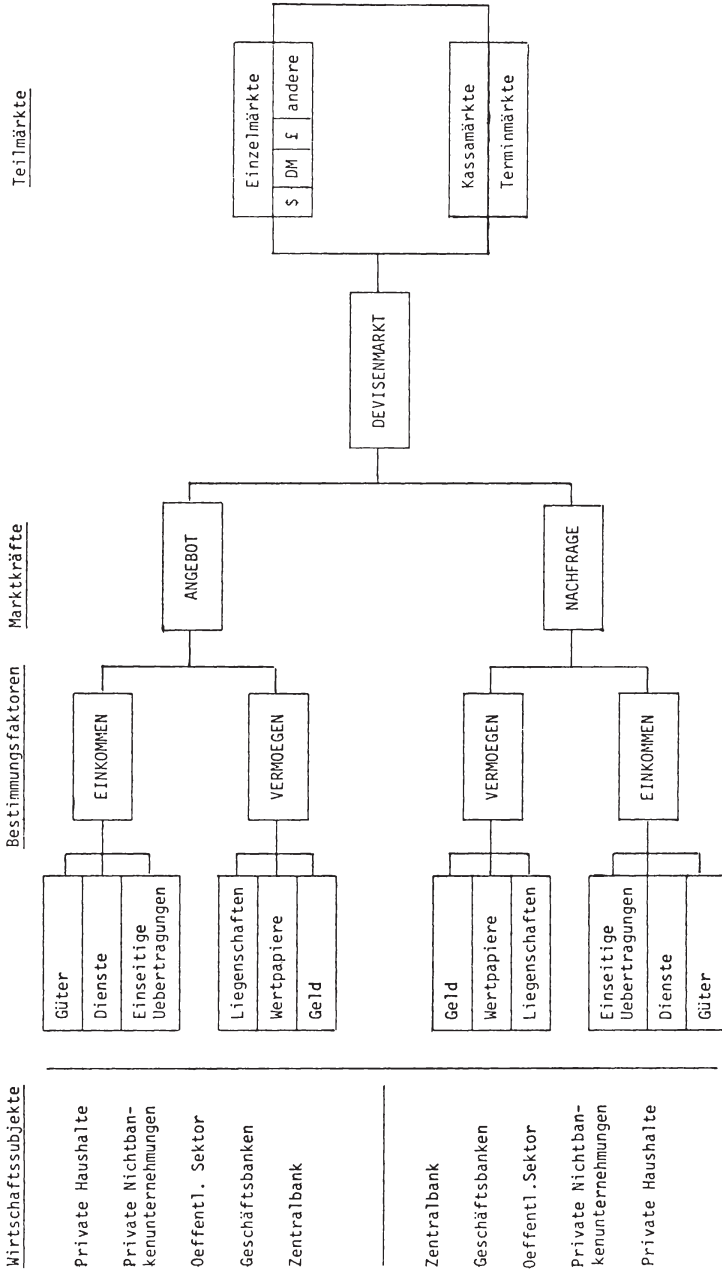 Wirtschaftssubjekte
Bestimmungsfaktoren
Marktkräfte
Teilmärkte
Private Haushalte
Private Nichtban-
kenunternehmungen
Oeffentl. Sektor
Geschäftsbanken
Zentralbank
Zentralbank
Geschäftsbanken
Oeffentl.Sektor
Private Nichtban-
kenunternehmungen
Private Haushalte
Güter
Dienste
Einseitige
Uebertragungen
Liegenschaften
Wertpapiere
Geld
Geld
Wertpapiere
Liegenschaften
Einseitige
Uebertragungen
Dienste
Güter
EINKOMMEN
VERMOEGEN
VERMOEGEN
EINKOMMEN
ANGEBOT
NACHFRAGE
DEVISENMARKT
Einzelmärkte
$ DM £ andere
Kassamärkte
Terminmärkte